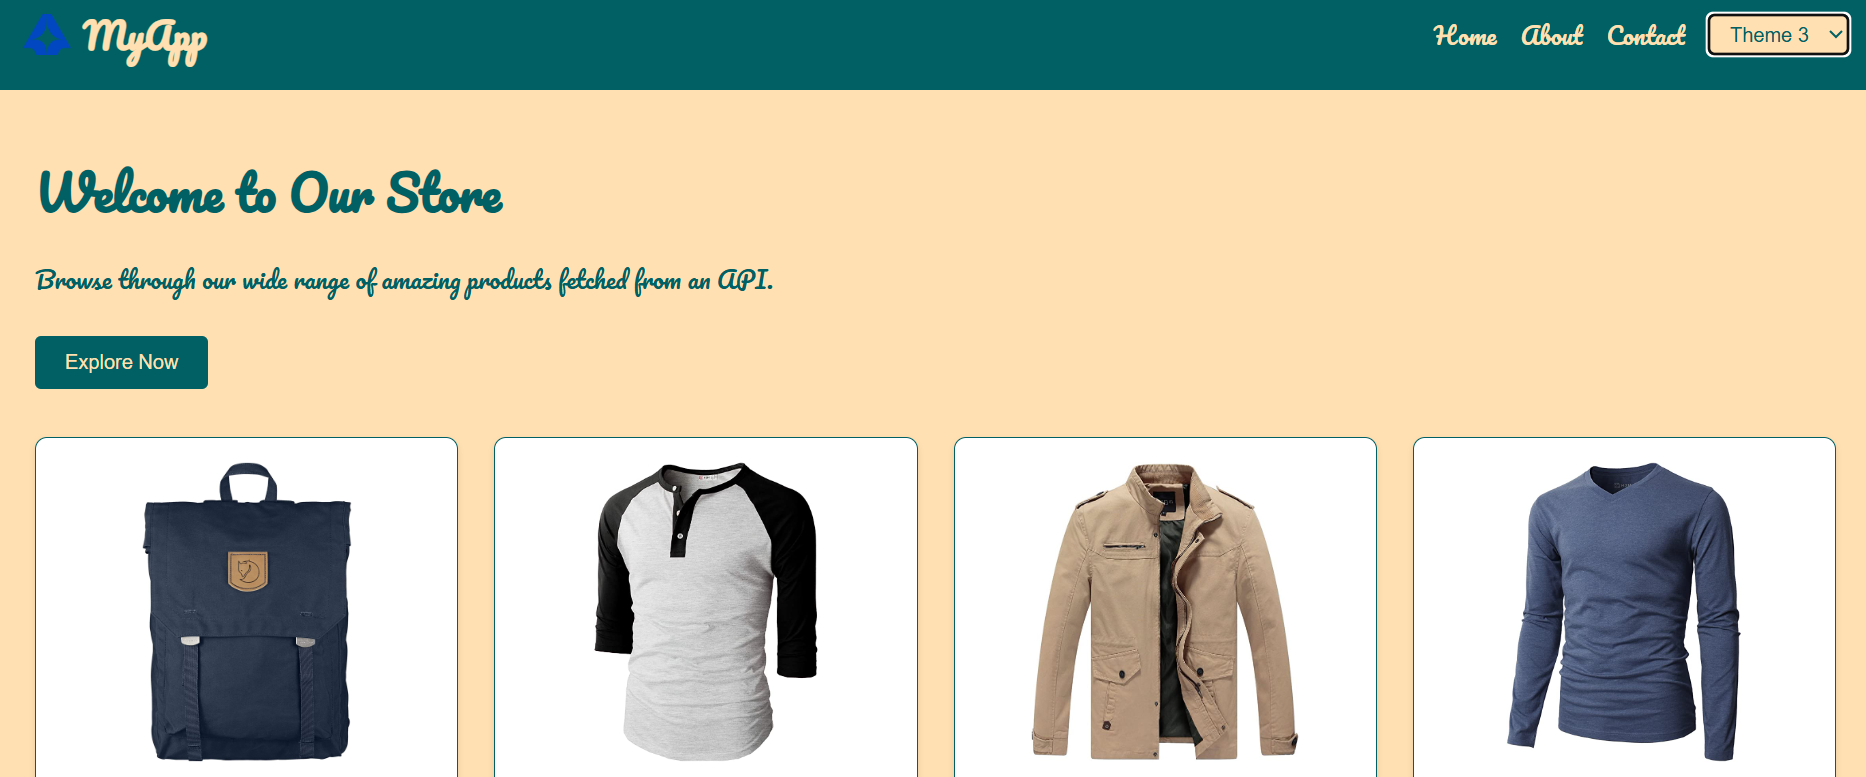 MyApp
Home About Contact Theme 3
Welcome to Our Store
Browse through our wide range of amazing products fetched from an API.
Explore Now